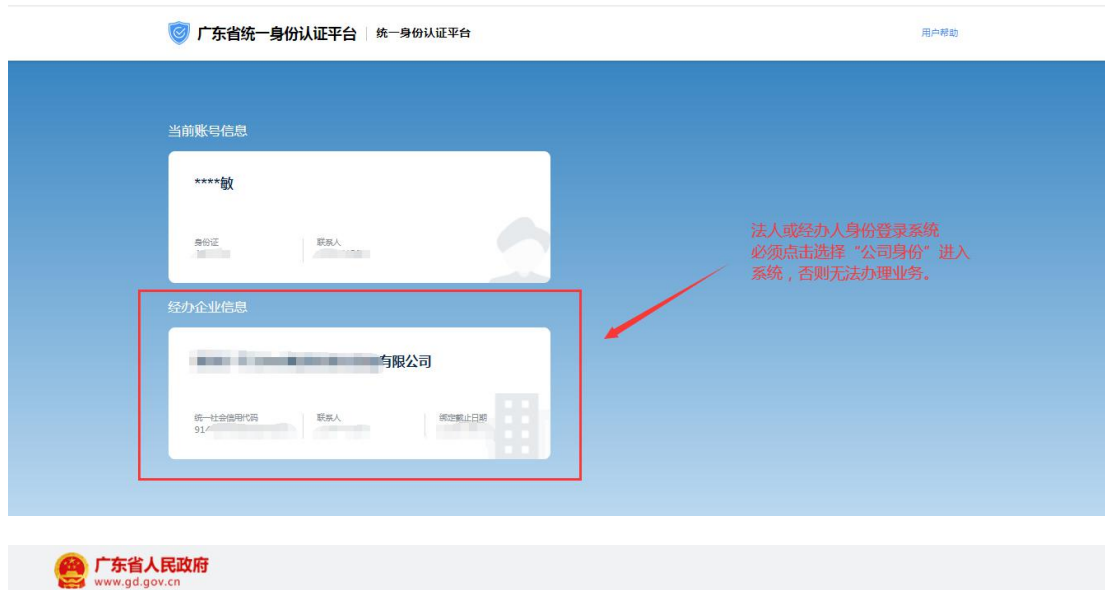 广东省统一身份认证平台 统一身份认证平台 用户帮助
当前账号信息
****敏
身份证 联系人
法人或经办人身份登录系统
必须点击选择“公司身份”进入
系统，否则无法办理业务。
经办企业信息
有限公司
统一社会信用代码 联系人 绑定截止日期
91
广东省人民政府
www.gd.gov.cn